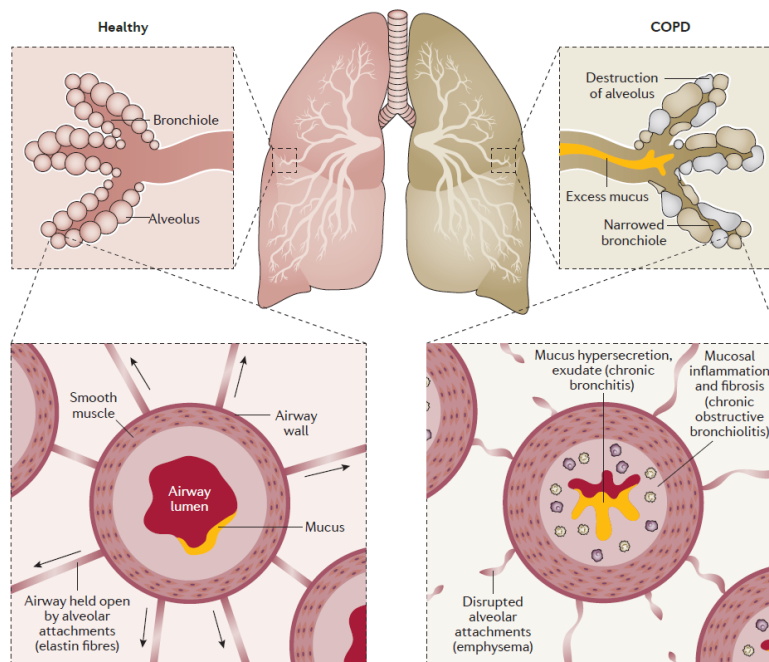 Healthy
COPD
Bronchiole
Alveolus
Destruction
of alveolus
Excess mucus
Narrowed
bronchiole
Smooth
muscle
Airway
wall
Airway
lumen
Mucus
Airway held open
by alveolar
attachments
(elastin fibres)
Mucus hypersecretion,
exudate (chronic
bronchitis)
Mucosal
inflammation
and fibrosis
(chronic
obstructive
bronchiolitis)
Disrupted
alveolar
attachments
(emphysema)